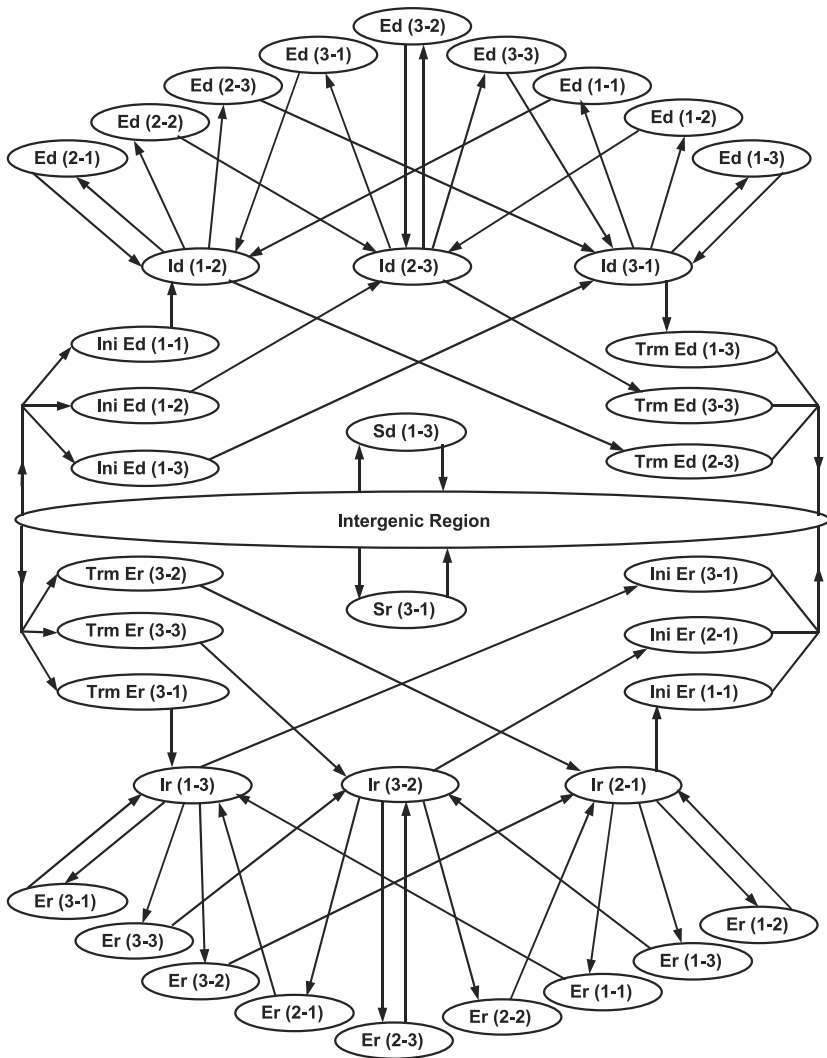 Ed (3-2)
Ed (3-1)
Ed (3-3)
Ed (2-3)
Ed (1-1)
Ed (2-2)
Ed (1-2)
Ed (2-1)
Ed (1-3)
Id (1-2)
Id (2-3)
Id (3-1)
Ini Ed (1-1)
Trm Ed (1-3)
Ini Ed (1-2)
Trm Ed (3-3)
Sd (1-3)
Ini Ed (1-3)
Trm Ed (2-3)
Intergenic Region
Trm Er (3-2)
Ini Er (3-1)
Sr (3-1)
Trm Er (3-3)
Ini Er (2-1)
Trm Er (3-1)
Ini Er (1-1)
Ir (1-3)
Ir (3-2)
Ir (2-1)
Er (3-1)
Er (1-2)
Er (3-3)
Er (1-3)
Er (3-2)
Er (1-1)
Er (2-1)
Er (2-2)
Er (2-3)